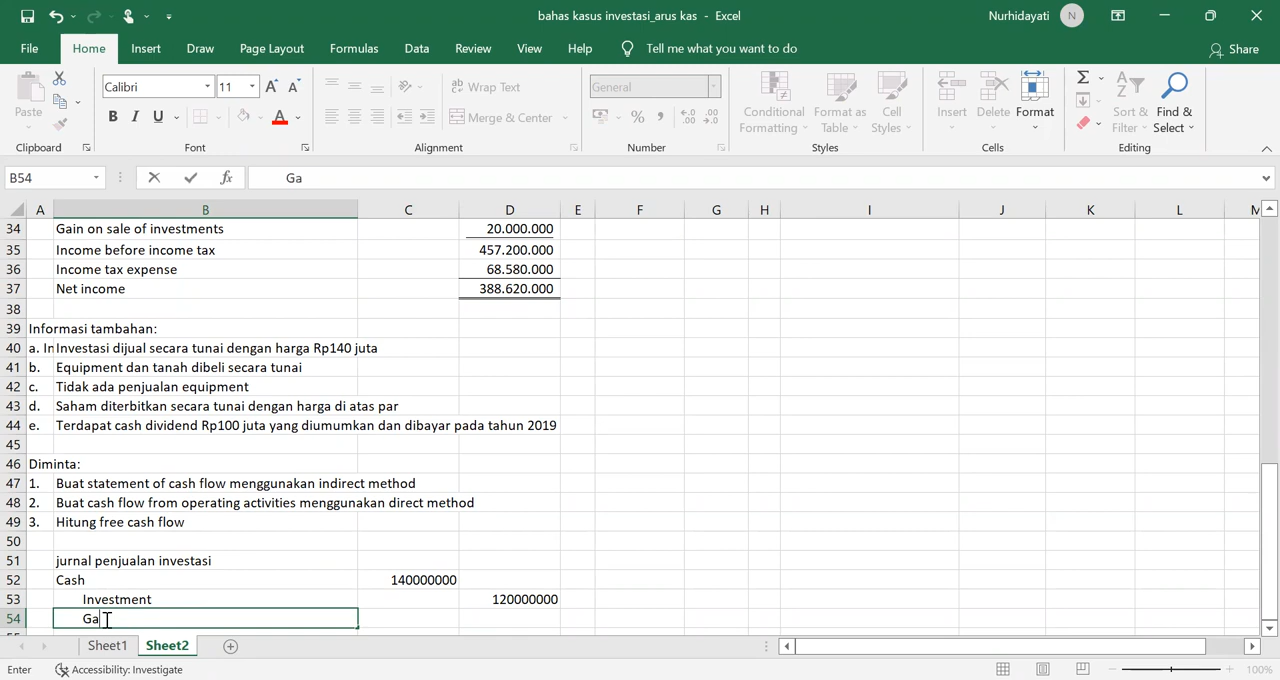 bahas kasus investasi_arus kas - Excel
Nurhidayati N
File Home Insert Draw Page Layout Formulas Data Review View Help Tell me what you want to do Share
Paste Calibri 11 A A Wrap Text General Conditional Formatting Format as Table Cell Styles Insert Delete Format Sort & Filter Find & Select
B I U A Merge & Center % , .00
Clipboard Font Alignment Number Styles Cells Editing
B54 fx Ga
A B C D E F G H I J K L M
34 Gain on sale of investments 20.000.000
35 Income before income tax 457.200.000
36 Income tax expense 68.580.000
37 Net income 388.620.000
38
39 Informasi tambahan:
40 a. In Investasi dijual secara tunai dengan harga Rp140 juta
41 b. Equipment dan tanah dibeli secara tunai
42 c. Tidak ada penjualan equipment
43 d. Saham diterbitkan secara tunai dengan harga di atas par
44 e. Terdapat cash dividend Rp100 juta yang diumumkan dan dibayar pada tahun 2019
45
46 Diminta:
47 1. Buat statement of cash flow menggunakan indirect method
48 2. Buat cash flow from operating activities menggunakan direct method
49 3. Hitung free cash flow
50
51 jurnal penjualan investasi
52 Cash 140000000
53 Investment 120000000
54 Ga
Sheet1 Sheet2
Enter Accessibility: Investigate 100%